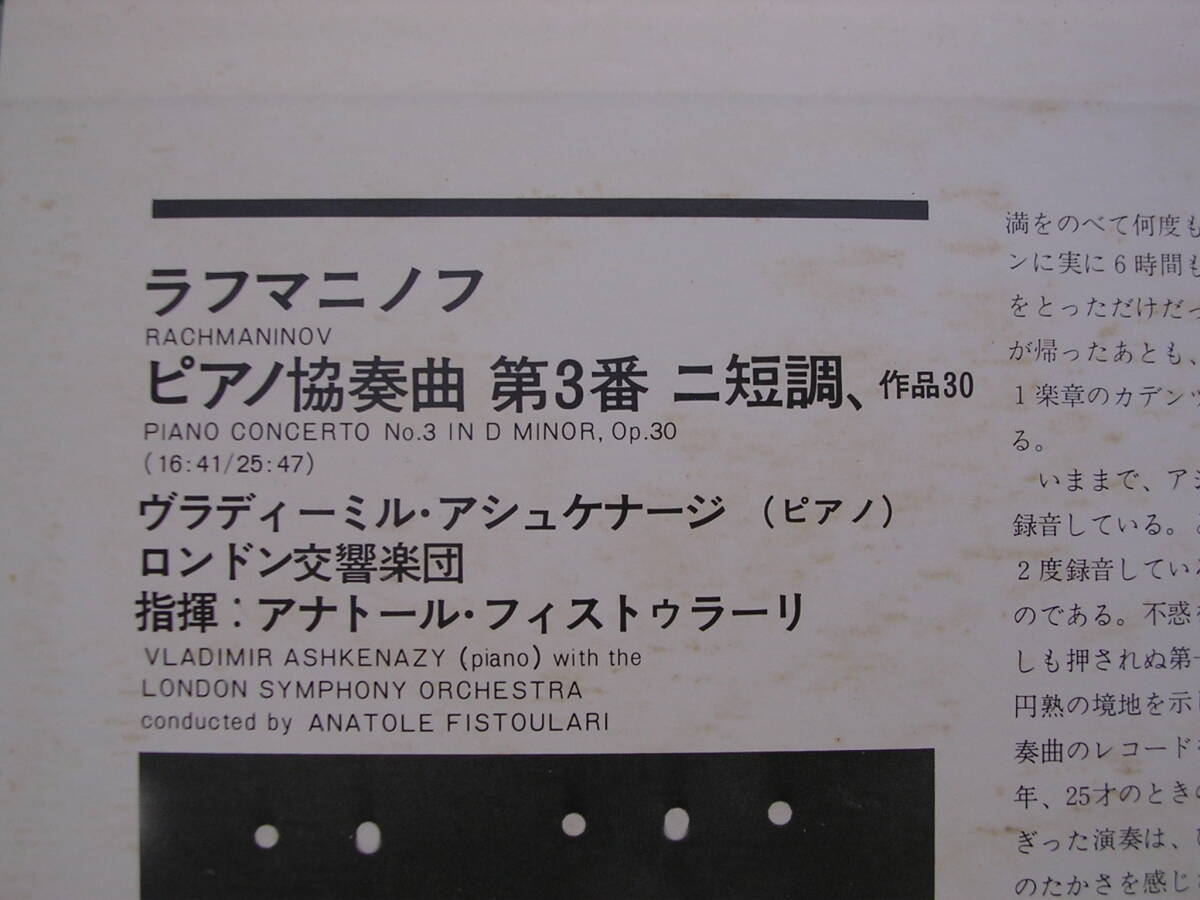 ラフマニノフ
RACHMANINOV
ピアノ協奏曲 第3番 ニ短調、作品30
PIANO CONCERTO No.3 IN D MINOR, Op.30
(16:41/25:47)
ヴラディーミル・アシュケナージ (ピアノ)
ロンドン交響楽団
指揮：アナトール・フィストゥラーリ
VLADIMIR ASHKENAZY (piano) with the
LONDON SYMPHONY ORCHESTRA
conducted by ANATOLE FISTOULARI
満をのべて何度も
ンに実に6時間も
をとっただけだっ
が帰ったあとも、
1楽章のカデンツ
る。
いままで、アシ
録音している。
2度録音している
のである。不惑を
しも押されぬ第一
円熟の境地を示し
奏曲のレコード
年、25才のときの
ぎった演奏は、
のたかさを感じ